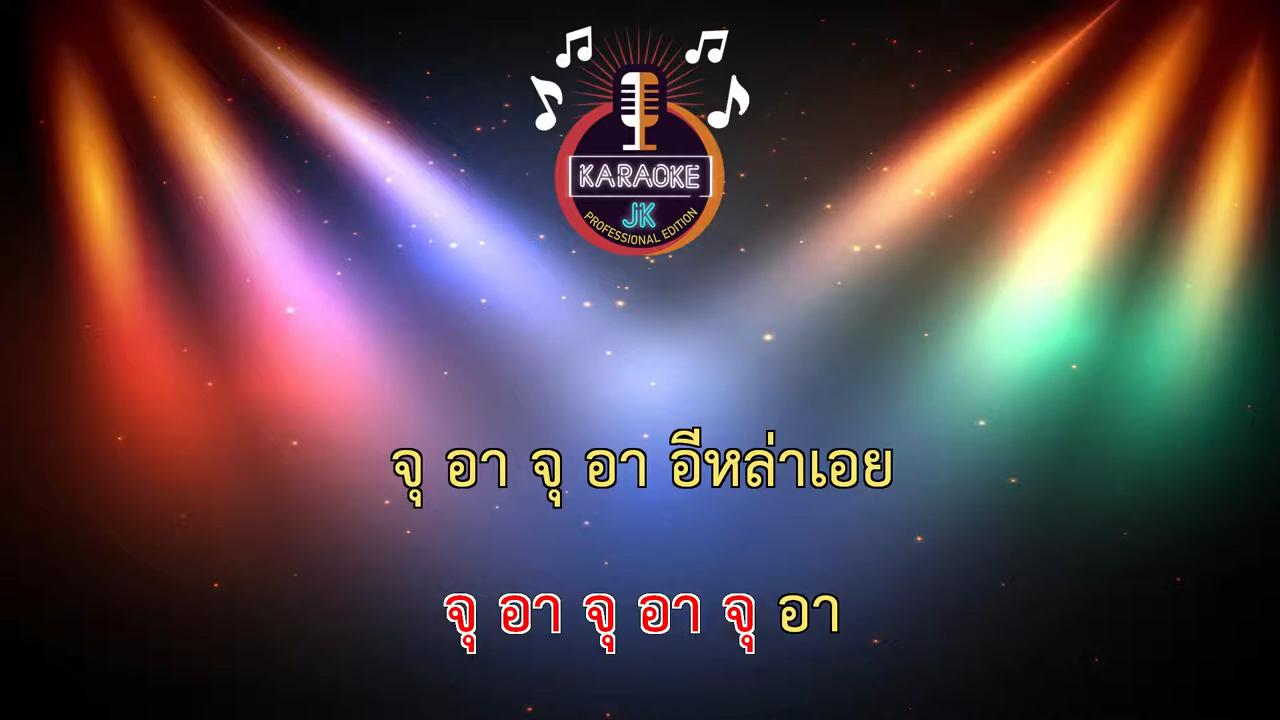 KARAOKE
JK
PROFESSIONAL EDITION
จุ อา จุ อา อีหล่าเอย
จุ อา จุ อา จุ อา